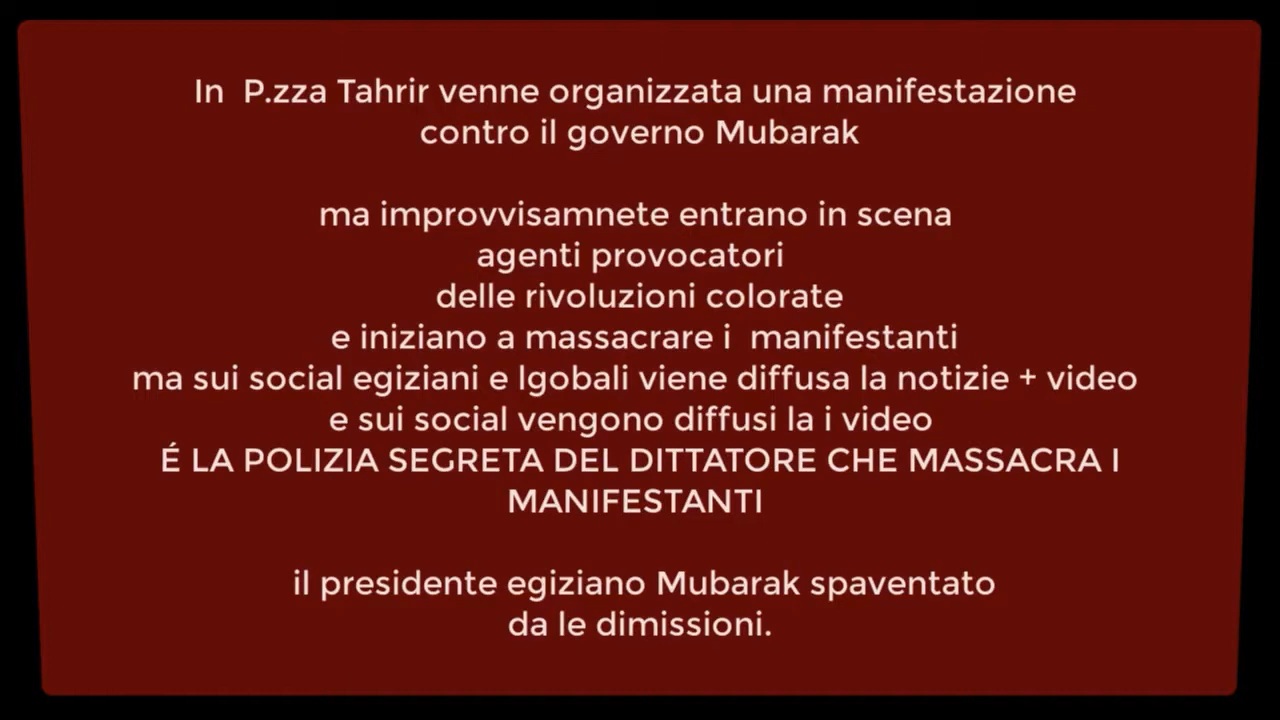 In P.zza Tahrir venne organizzata una manifestazione
contro il governo Mubarak
ma improvvisamnete entrano in scena
agenti provocatori
delle rivoluzioni colorate
e iniziano a massacrare i manifestanti
ma sui social egiziani e lgobali viene diffusa la notizie + video
e sui social vengono diffusi la i video
É LA POLIZIA SEGRETA DEL DITTATORE CHE MASSACRA I
MANIFESTANTI
il presidente egiziano Mubarak spaventato
da le dimissioni.